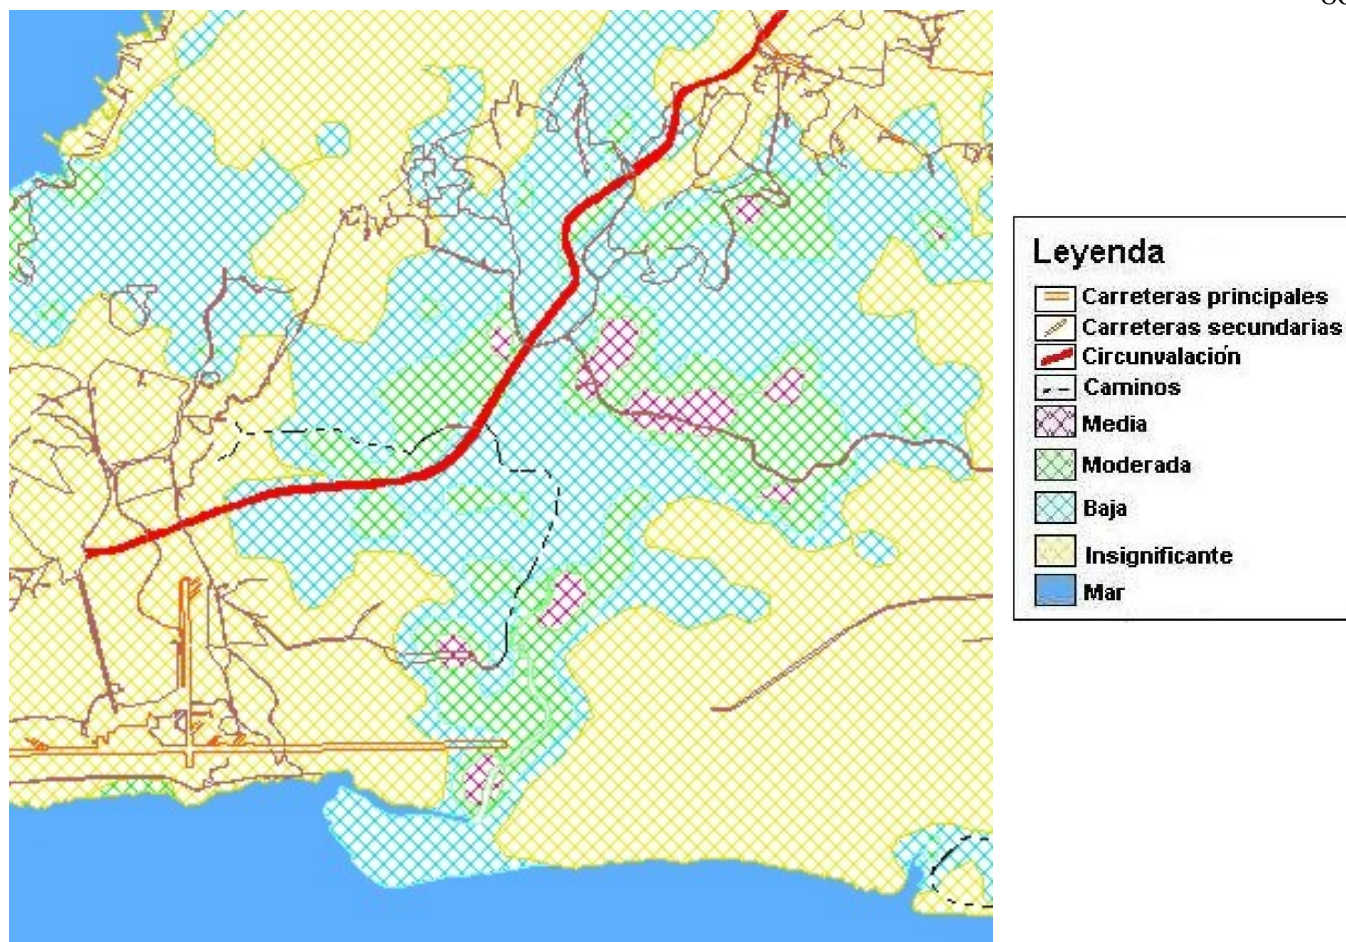 Leyenda
Carreteras principales
Carreteras secundarias
Circunvalación
Caminos
Media
Moderada
Baja
Insignificante
Mar